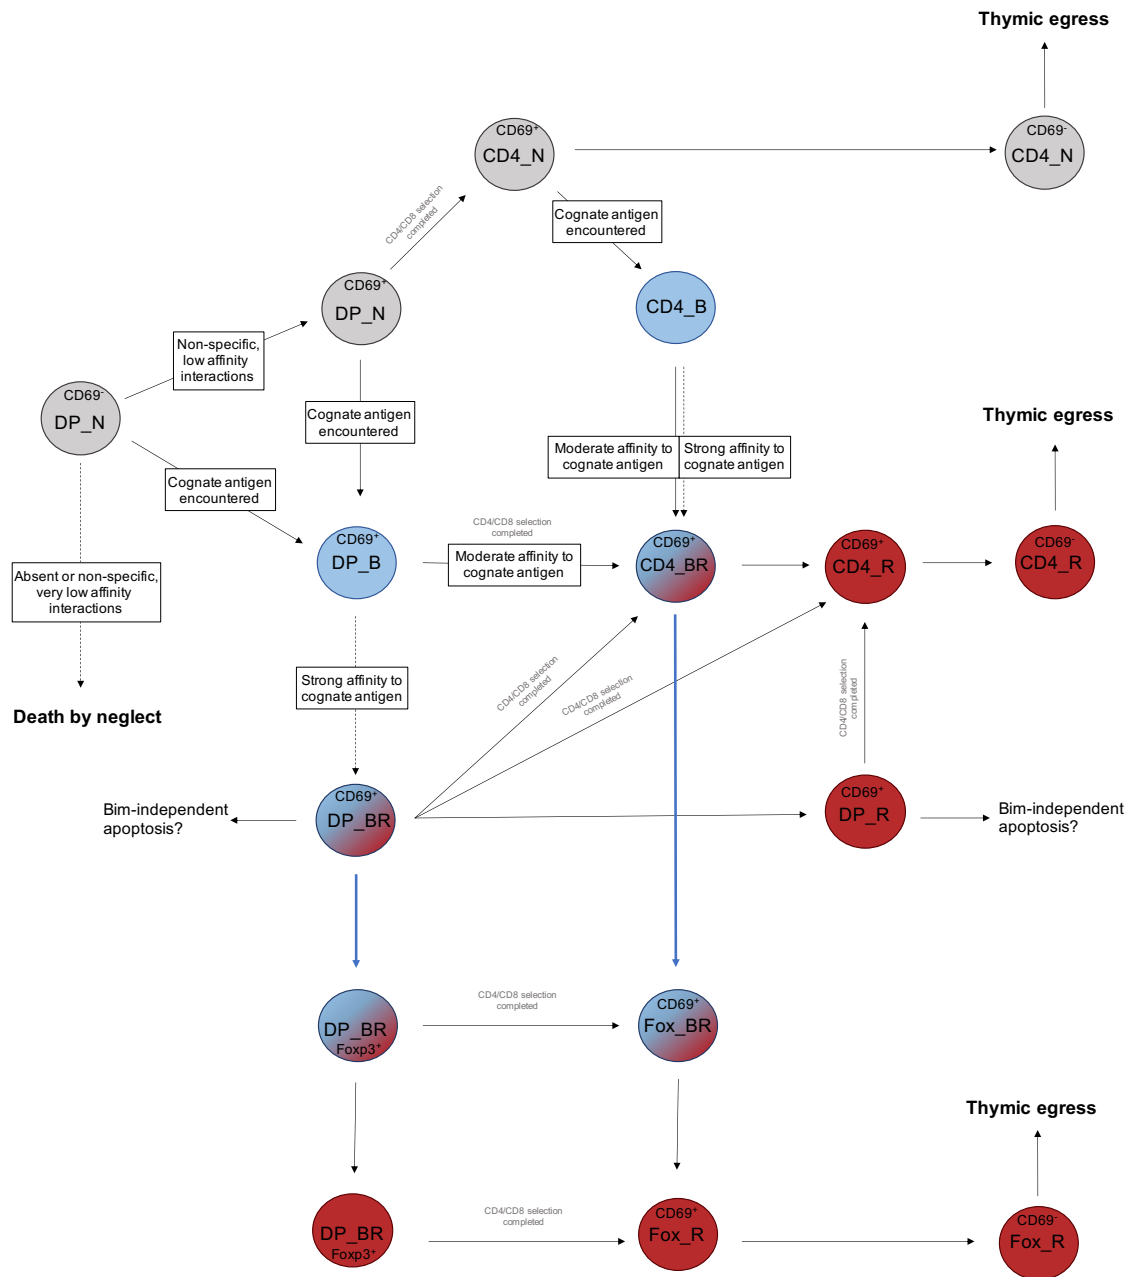 Thymic egress
CD69+
CD4_N
CD69-
CD4_N
CD4/CD8 selection
completed
Cognate antigen
encountered
CD69+
DP_N
CD4_B
Non-specific,
low affinity
interactions
CD69-
DP_N
Cognate antigen
encountered
Thymic egress
Moderate affinity to
cognate antigen
Strong affinity to
cognate antigen
Cognate antigen
encountered
CD69+
DP_B
CD4/CD8 selection
completed
Moderate affinity to
cognate antigen
CD69+
CD4_BR
CD69+
CD4_R
CD69-
CD4_R
Absent or non-specific,
very low affinity
interactions
Strong affinity to
cognate antigen
CD4/CD8 selection
completed
CD4/CD8 selection
completed
CD4/CD8 selection
completed
Death by neglect
Bim-independent
apoptosis?
CD69+
DP_BR
CD69+
DP_R
Bim-independent
apoptosis?
DP_BR
Foxp3+
CD4/CD8 selection
completed
CD69+
Fox_BR
Thymic egress
DP_BR
Foxp3+
CD4/CD8 selection
completed
CD69+
Fox_R
CD69-
Fox_R